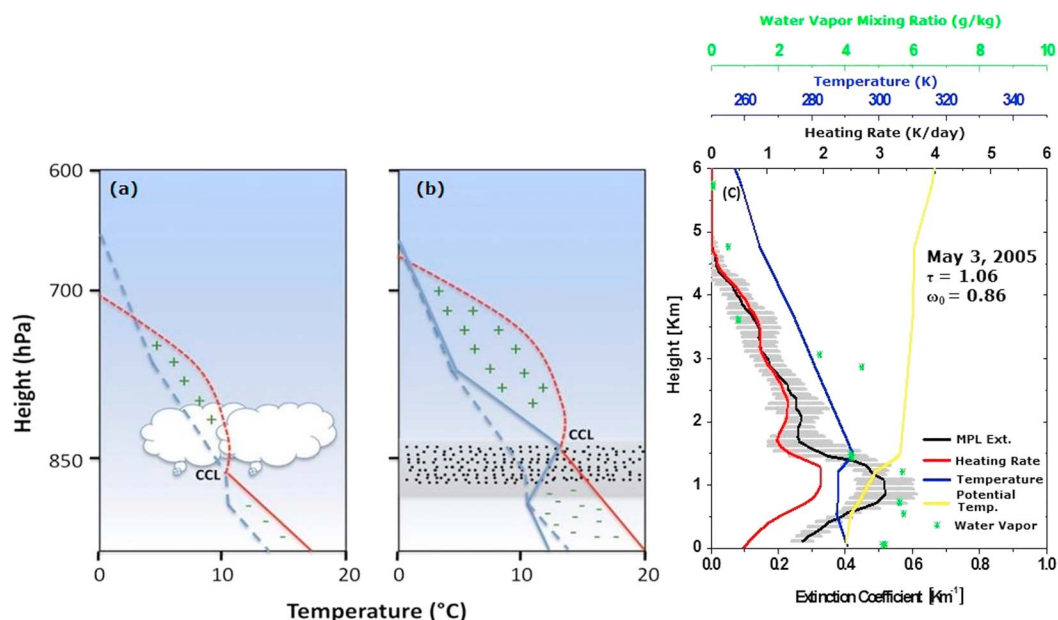 Water Vapor Mixing Ratio (g/kg)
0 2 4 6 8 10
Temperature (K)
260 280 300 320 340
Heating Rate (K/day)
0 1 2 3 4 5 6
600
700
850
Height (hPa)
(a)
CCL
0 10 20
(b)
CCL
0 10 20
Temperature (°C)
(c)
6
5
4
3
2
1
0
Height [Km]
May 3, 2005
τ = 1.06
ω0 = 0.86
MPL Ext.
Heating Rate
Temperature
Potential
Temp.
Water Vapor
0.0 0.2 0.4 0.6 0.8 1.0
Extinction Coefficient [Km-1]